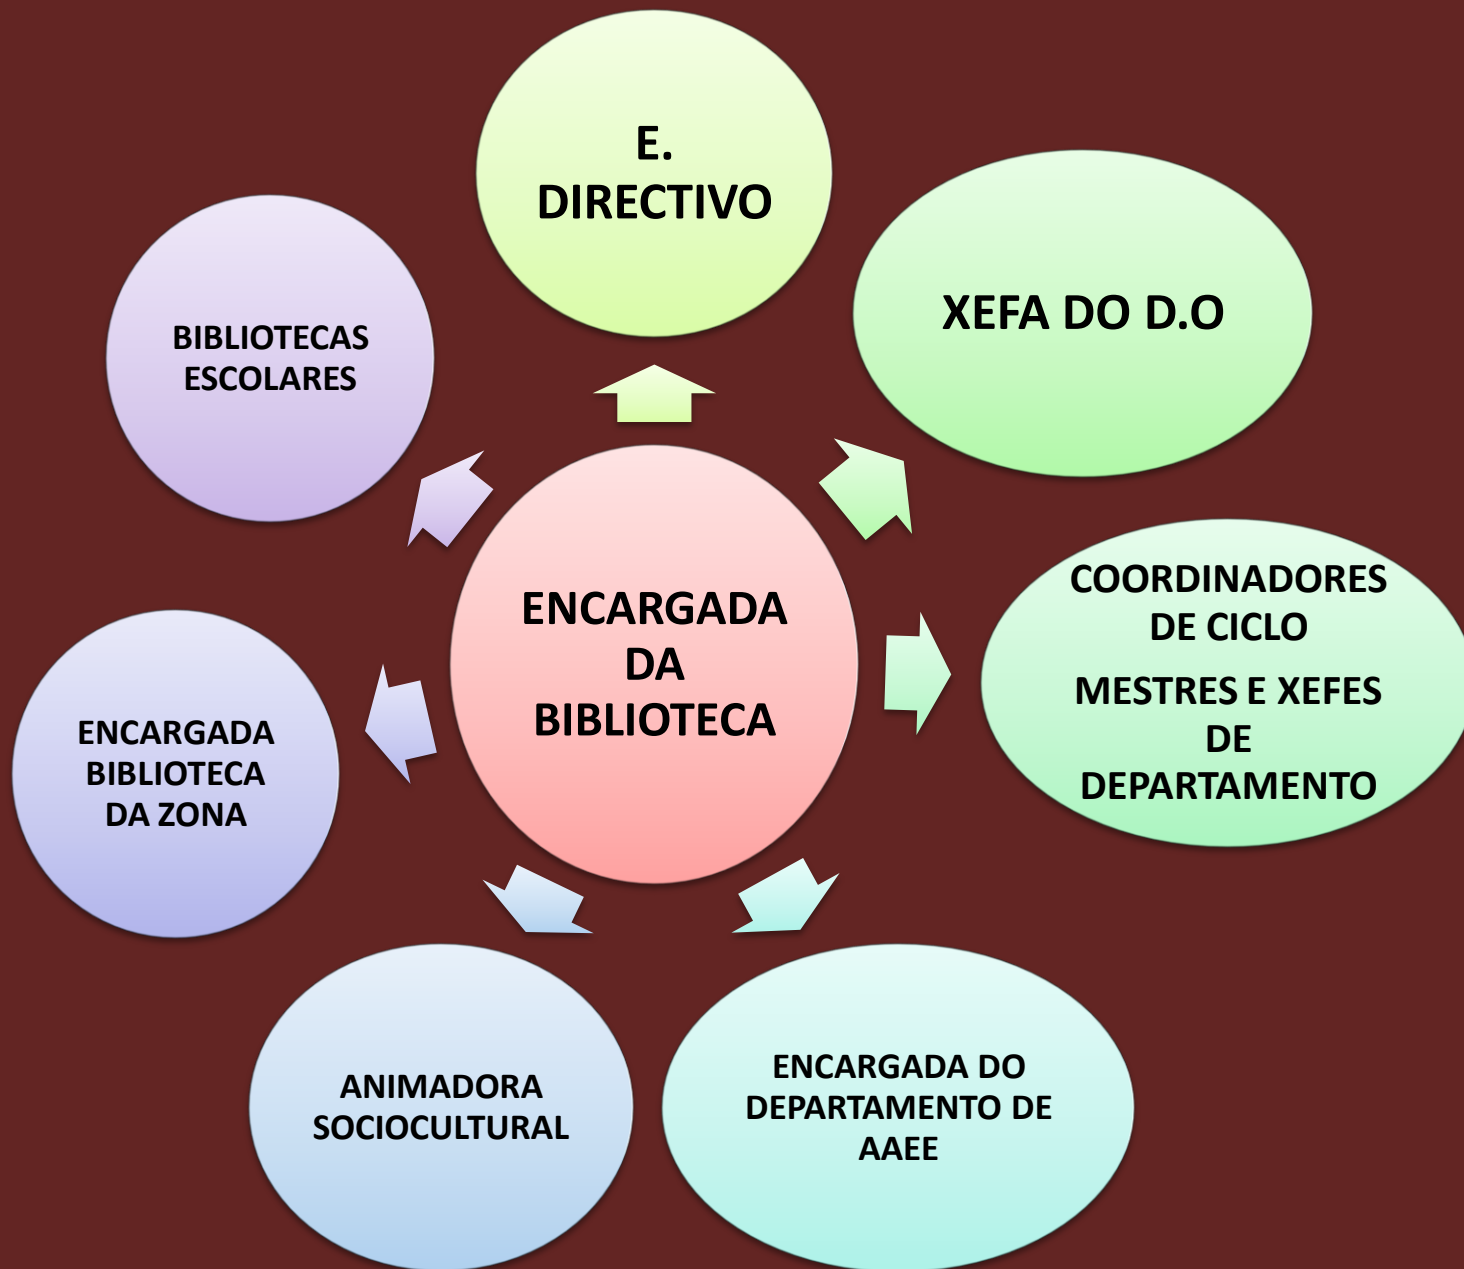 E.
DIRECTIVO
XEFA DO D.O
BIBLIOTECAS
ESCOLARES
COORDINADORES
DE CICLO
MESTRES E XEFES
DE
DEPARTAMENTO
ENCARGADA
DA
BIBLIOTECA
ENCARGADA
BIBLIOTECA
DA ZONA
ANIMADORA
SOCIOCULTURAL
ENCARGADA DO
DEPARTAMENTO DE
AAEE